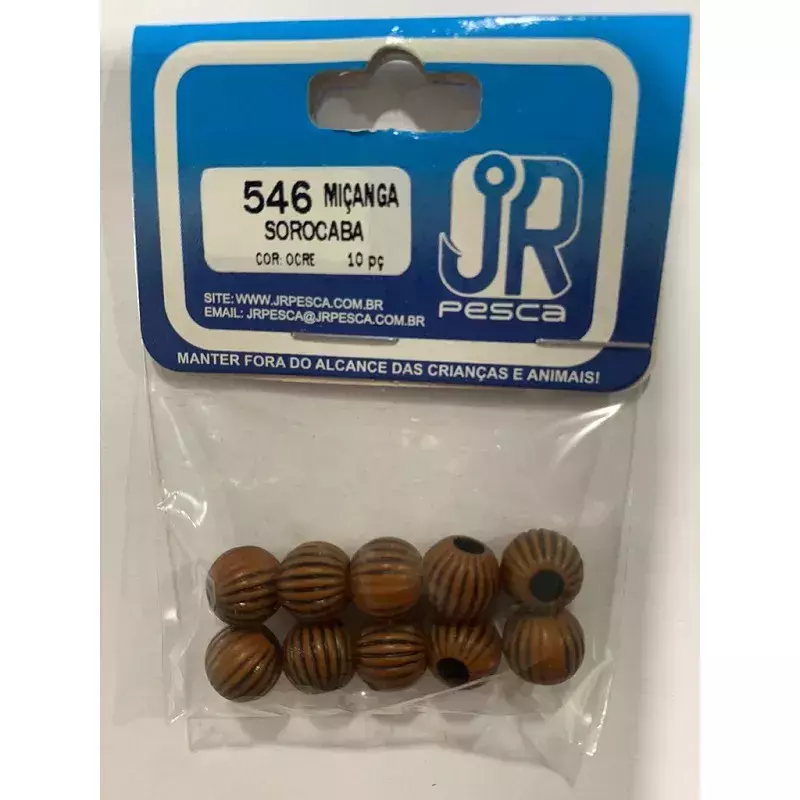 546 MIÇANGA
SOROCABA
COR: OCRE 10 pç
JR
PESCA
SITE: WWW.JRPESCA.COM.BR
EMAIL: JRPESCA@JRPESCA.COM.BR
MANTER FORA DO ALCANCE DAS CRIANÇAS E ANIMAIS!